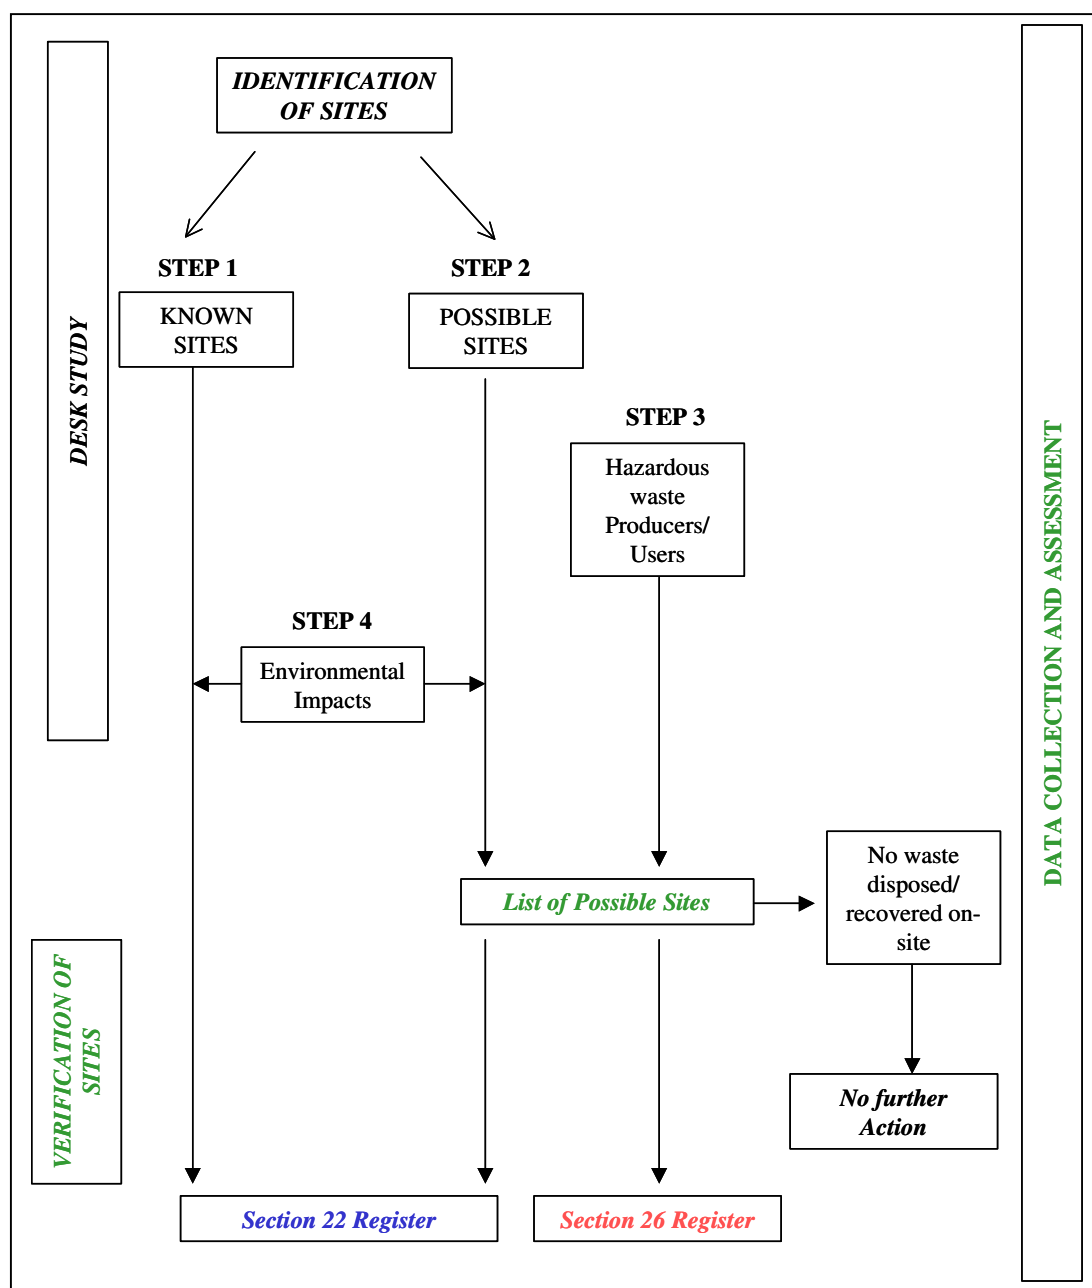 IDENTIFICATION
OF SITES
STEP 1
STEP 2
KNOWN
SITES
POSSIBLE
SITES
DESK STUDY
STEP 3
Hazardous
waste
Producers/
Users
STEP 4
Environmental
Impacts
DATA COLLECTION AND ASSESSMENT
List of Possible Sites
No waste
disposed/
recovered on-
site
VERIFICATION OF
SITES
No further
Action
Section 22 Register
Section 26 Register